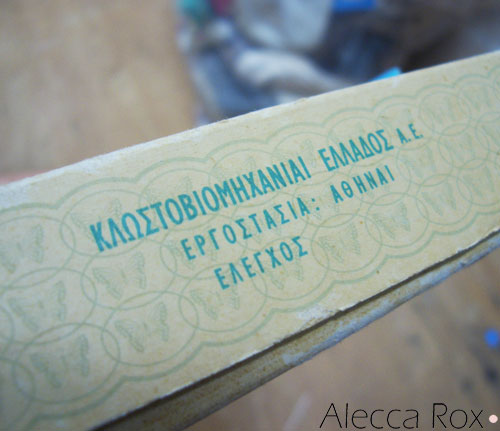 ΚΛΩΣΤΟΒΙΟΜΗΧΑΝΙΑΙ ΕΛΛΑΔΟΣ Α.Ε.
ΕΡΓΟΣΤΑΣΙΑ: ΑΘΗΝΑΙ
ΕΛΕΓΧΟΣ
Alecca Rox.